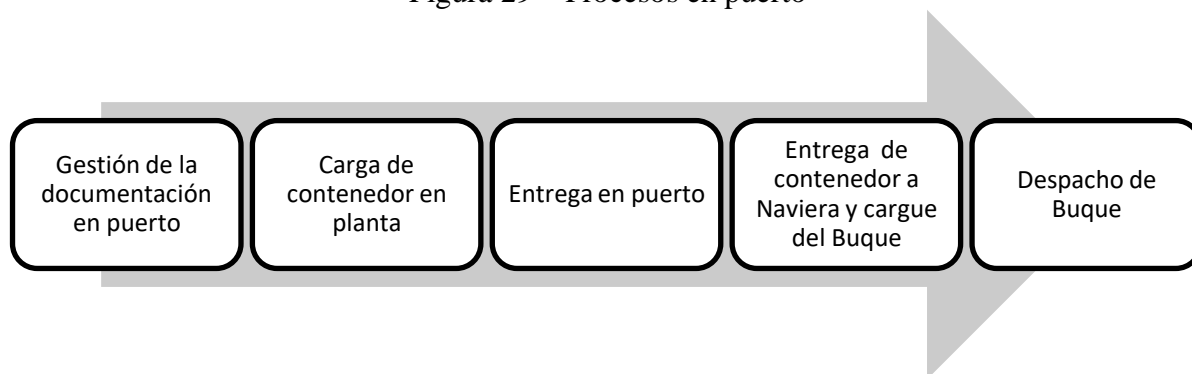 Figura 29 – Procesos en puerto
Gestión de la
documentación
en puerto
Carga de
contenedor en
planta
Entrega en puerto
Entrega de
contenedor a
Naviera y cargue
del Buque
Despacho de
Buque